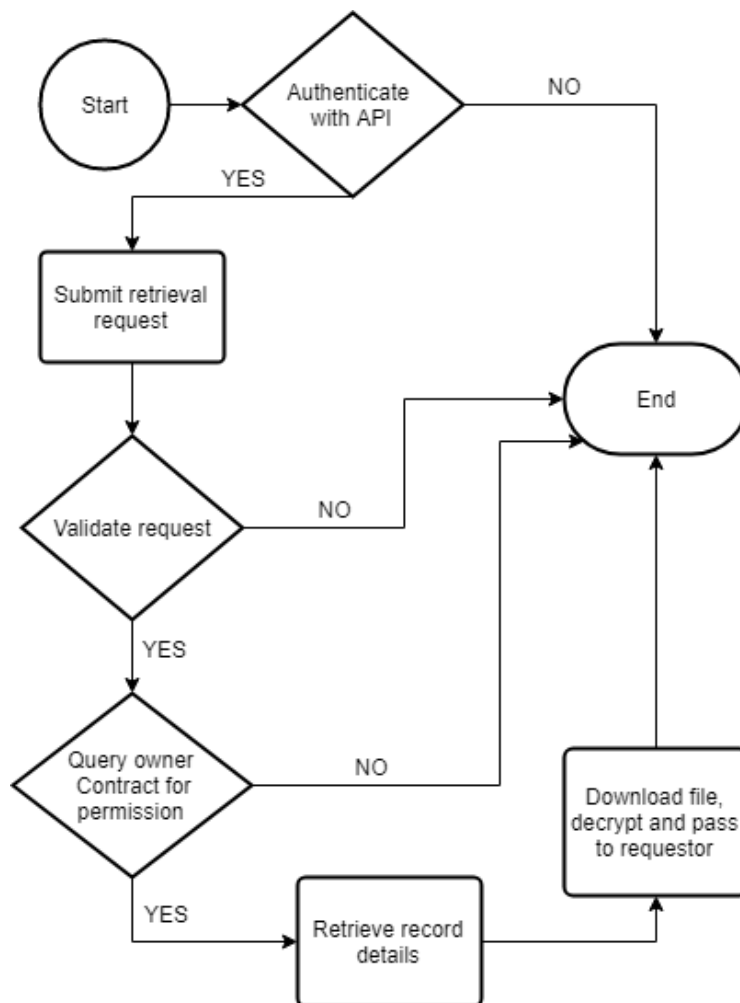 Start
Authenticate
with API
NO
YES
Submit retrieval
request
End
Validate request
NO
YES
Query owner
Contract for
permission
NO
Download file,
decrypt and pass
to requestor
YES
Retrieve record
details